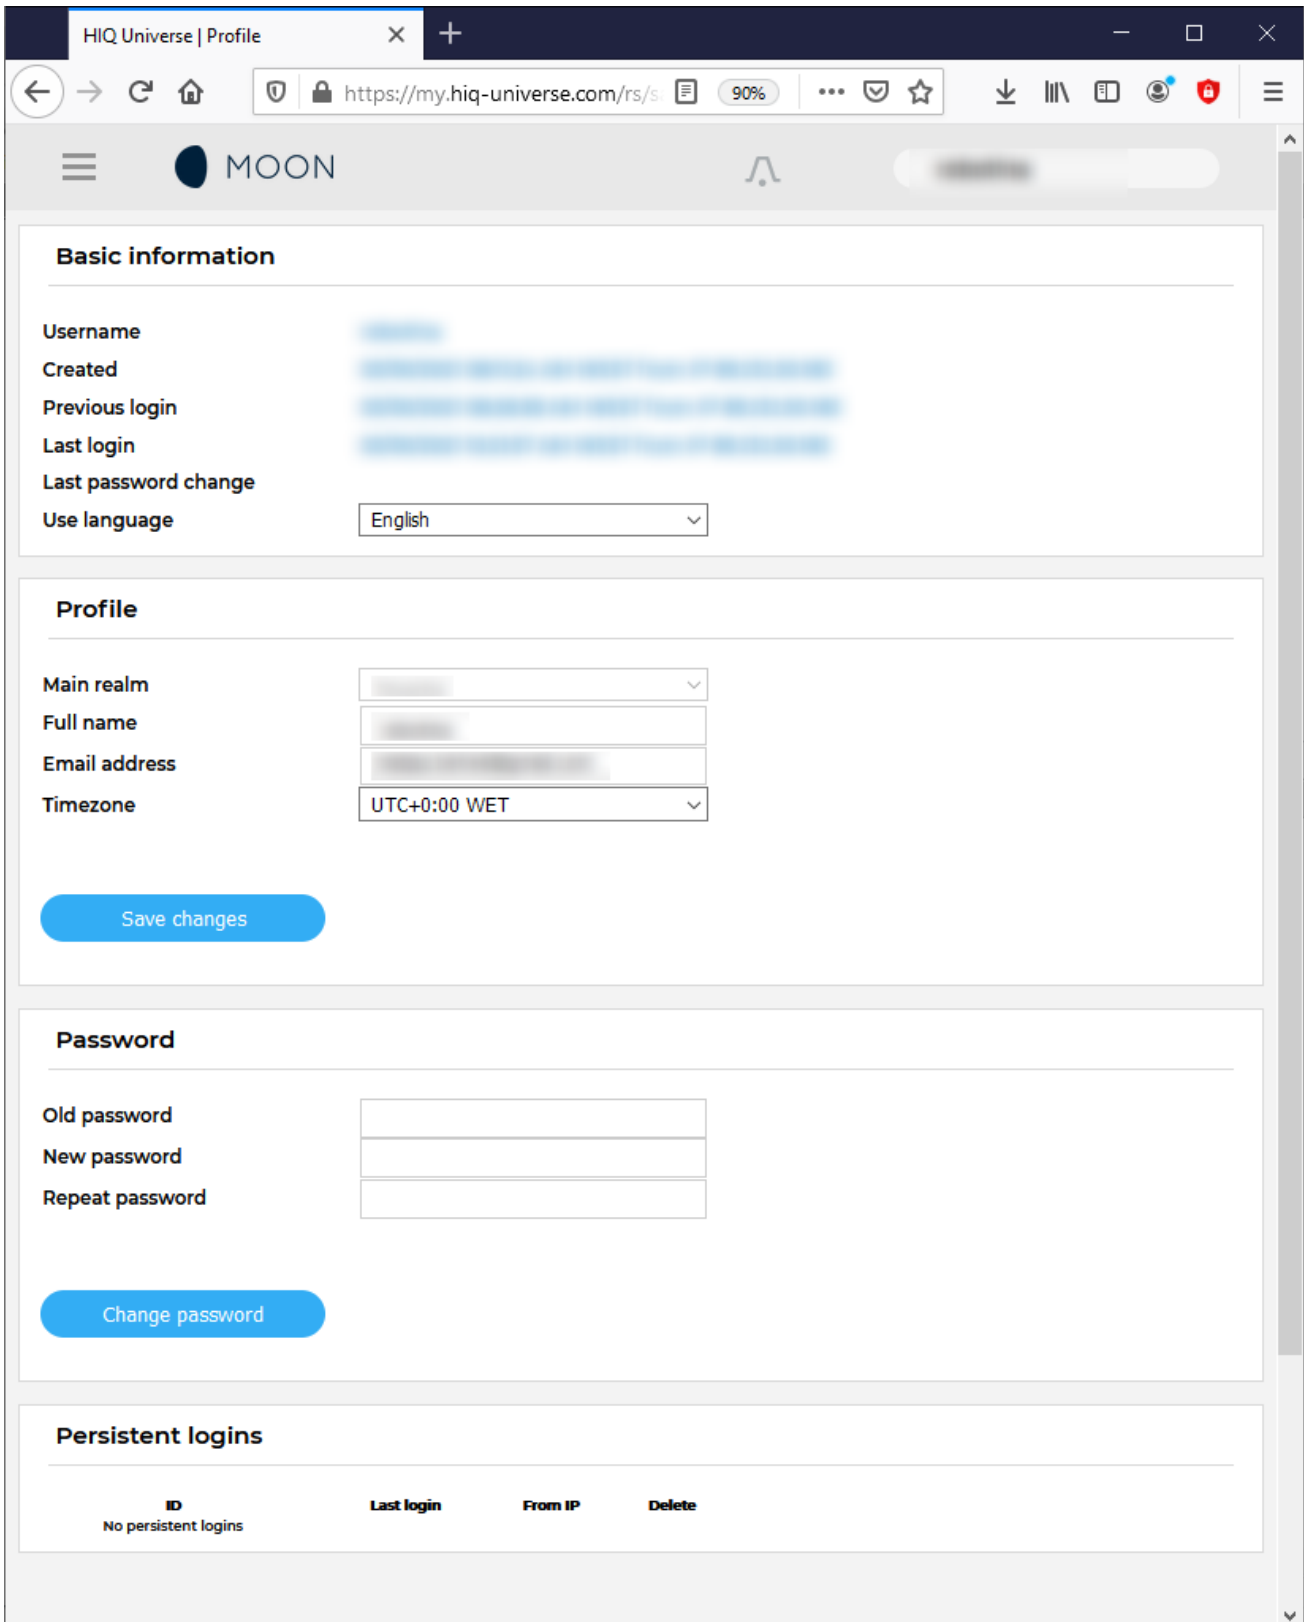 HIQ Universe | Profile
https://my.hiq-universe.com/rs/s
90%
MOON
Basic information
Username
Created
Previous login
Last login
Last password change
Use language English
Profile
Main realm
Full name
Email address
Timezone UTC+0:00 WET
Save changes
Password
Old password
New password
Repeat password
Change password
Persistent logins
ID Last login From IP Delete
No persistent logins